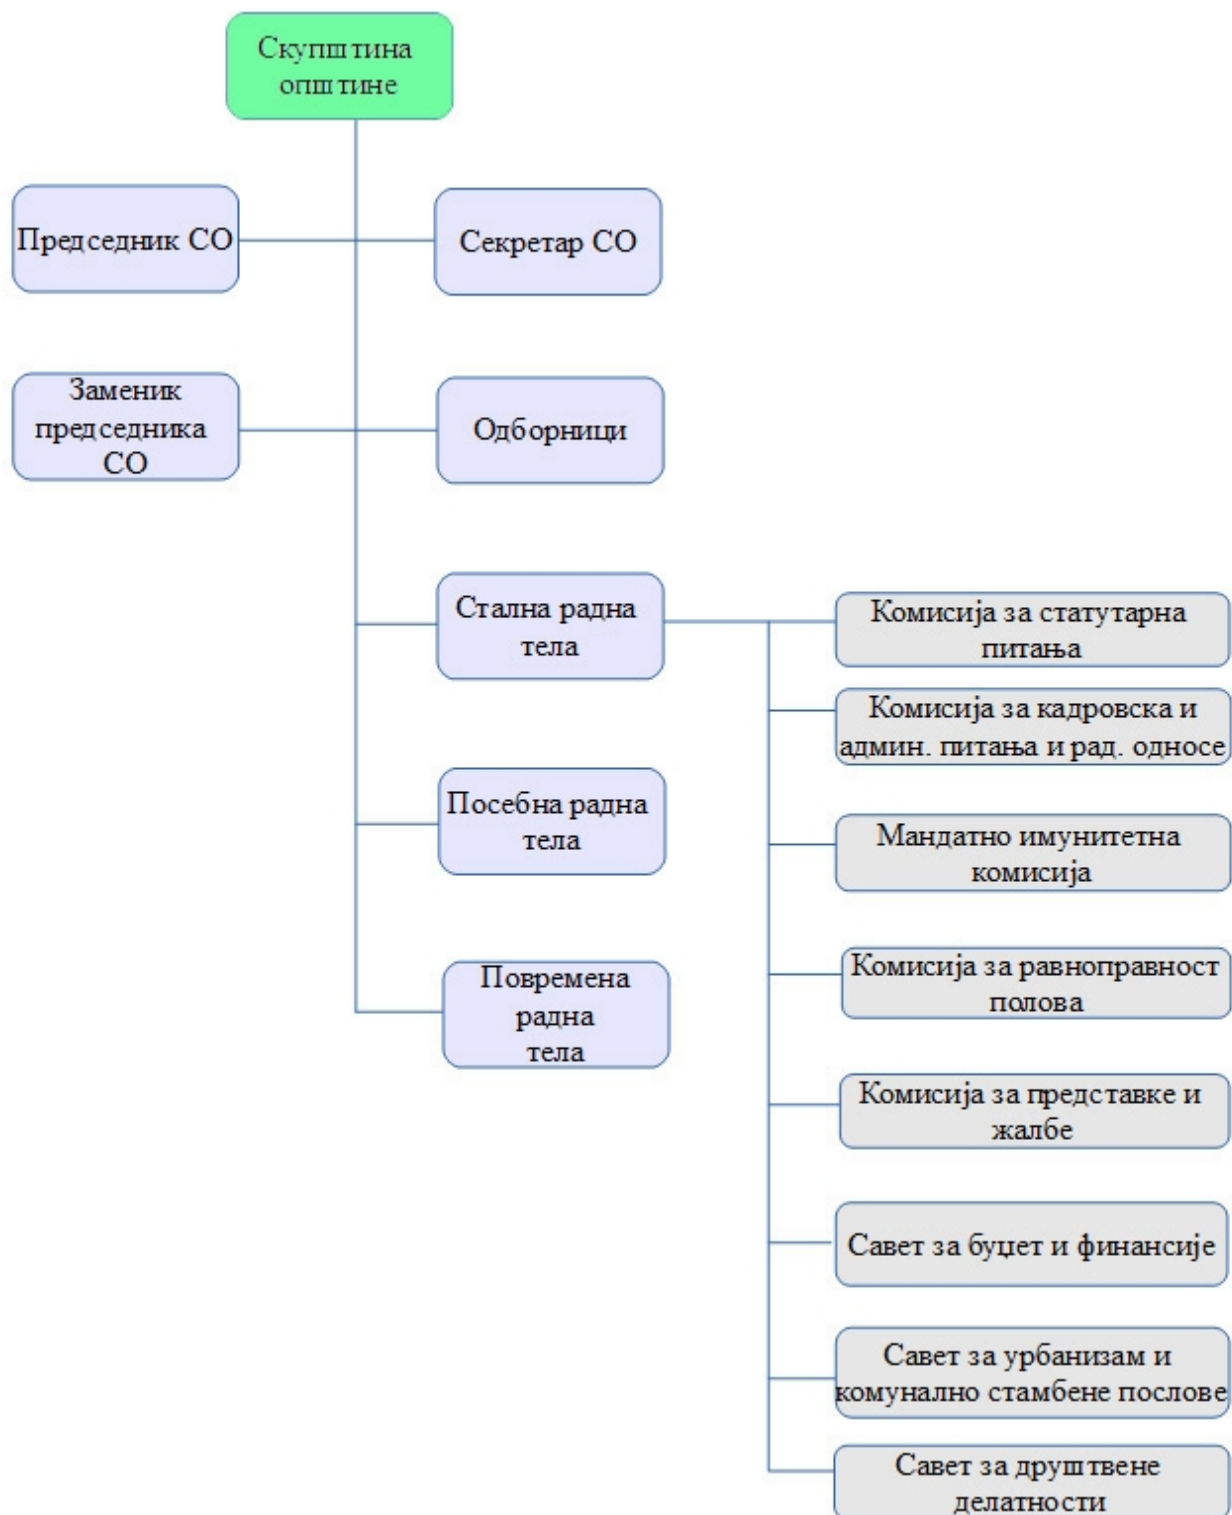 Скупштина
општине
Председник СО
Секретар СО
Заменик
председника
СО
Одборници
Стална радна
тела
Посебна радна
тела
Повремена
радна
тела
Комисија за статутарна
питања
Комисија за кадровска и
админ. питања и рад. односе
Мандатно имунитетна
комисија
Комисија за равноправност
полова
Комисија за представке и
жалбе
Савет за буџет и финансије
Савет за урбанизам и
комунално стамбене послове
Савет за друштвене
делатности